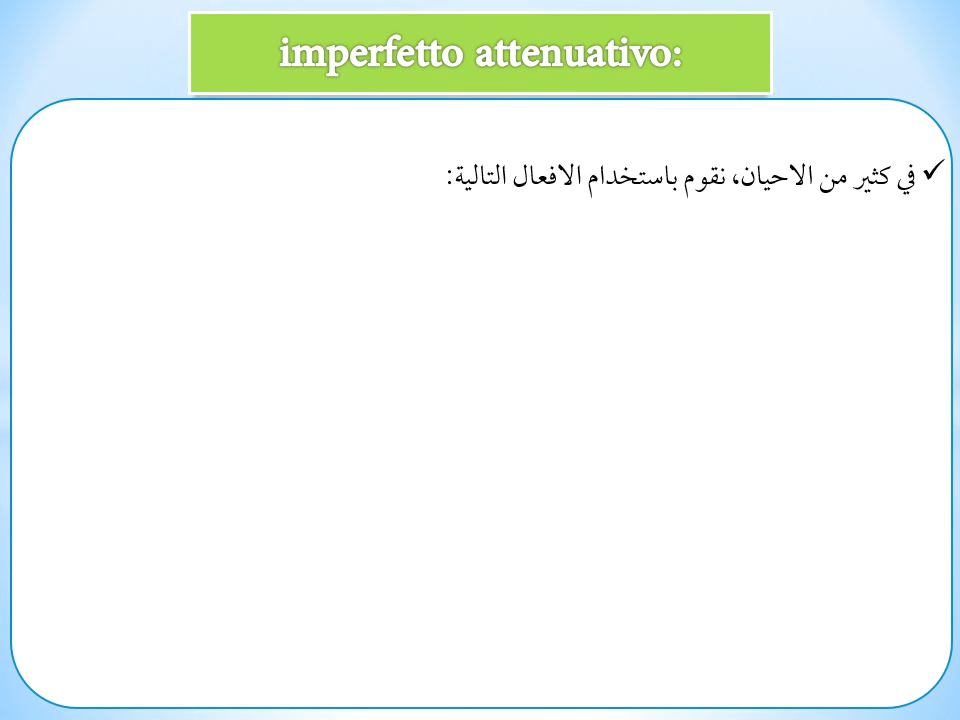 imperfetto attenuativo:
✓ في كثير من الاحيان، نقوم باستخدام الافعال التالية: